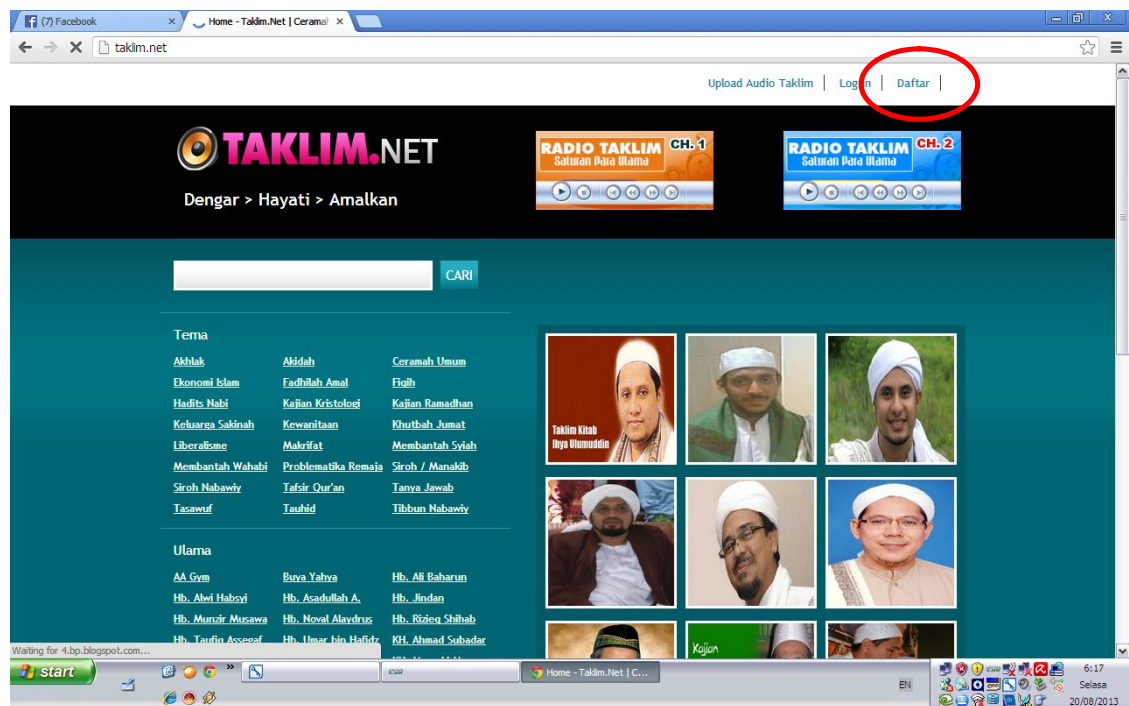 (7) Facebook
Home - Taklim.Net | Ceramal
taklim.net
Upload Audio Taklim | Login | Daftar |
TAKLIM.NET
Dengar > Hayati > Amalkan
RADIO TAKLIM CH. 1
Saluran Para Ulama
RADIO TAKLIM CH. 2
Saluran Para Ulama
CARI
Tema
Akhlak Akidah Ceramah Umum
Ekonomi Islam Fadhilah Amal Fiqih
Hadits Nabi Kajian Kristologi Kajian Ramadhan
Keluarga Sakinah Kewanitaan Khutbah Jumat
Liberalisme Makrifat Membantah Syiah
Membantah Wahabi Problematika Remaja Siroh / Manakib
Siroh Nabawiy Tafsir Qur'an Tanya Jawab
Tasawuf Tauhid Tibbun Nabawiy
Taklim Kitab
Ihya Ulumuddin
Ulama
AA Gym Buya Yahya Hb. Ali Baharun
Hb. Alwi Habsyi Hb. Asadullah A. Hb. Jindan
Hb. Munzir Musawa Hb. Noval Alaydrus Hb. Rizieq Shihab
Hb. Taufiq Assegaf Hb. Umar bin Hafidz KH. Ahmad Subadar
Kajian
Waiting for 4.bp.blogspot.com...
start
Home - Taklim.Net | C...
EN
6:17
Selasa
20/08/2013